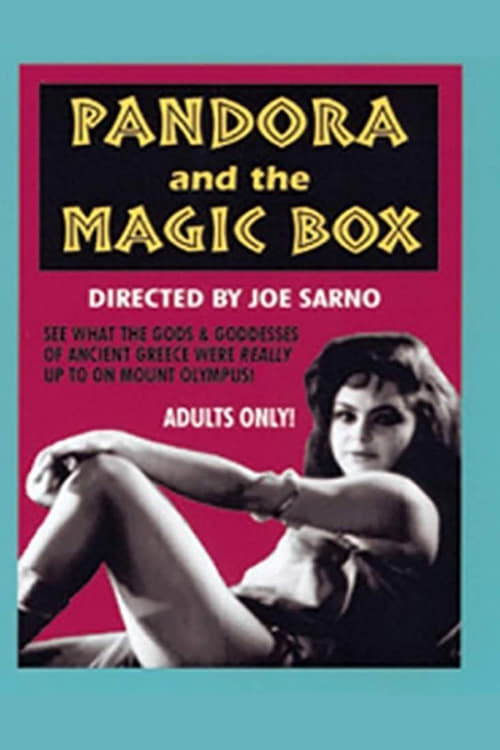 PANDORA
and the
MAGIC BOX
DIRECTED BY JOE SARNO
SEE WHAT THE GODS & GODDESSES
OF ANCIENT GREECE WERE REALLY
UP TO ON MOUNT OLYMPUS!
ADULTS ONLY!